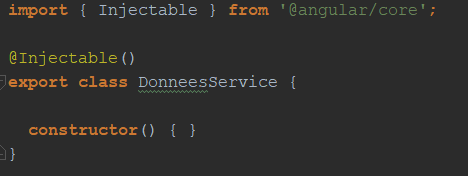 import { Injectable } from '@angular/core';
@Injectable()
export class DonneesService {
constructor() { }
}